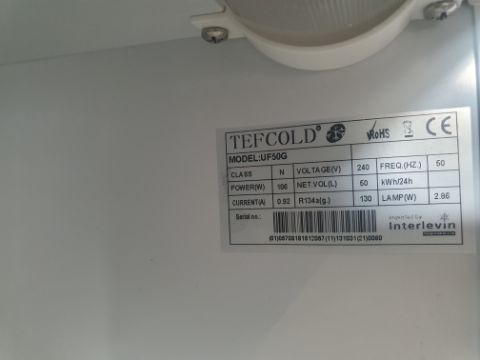 TEFCOLD® RoHS CE
MODEL:UF50G
CLASS N VOLTAGE(V) 240 FREQ.(HZ.) 50
POWER(W) 106 NET.VOL(L) 50 kWh/24h
CURRENT(A) 0.92 R134a(g.) 130 LAMP(W) 2.86
Serial no.:
imported by
Interlevin